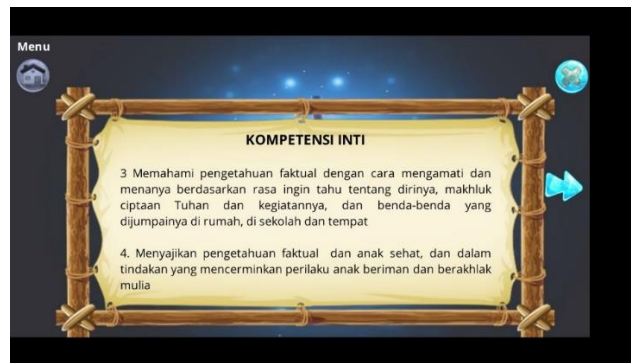 Menu
KOMPETENSI INTI
3 Memahami pengetahuan faktual dengan cara mengamati dan
menanya berdasarkan rasa ingin tahu tentang dirinya, makhluk
ciptaan Tuhan dan kegiatannya, dan benda-benda yang
dijumpainya di rumah, di sekolah dan tempat
4. Menyajikan pengetahuan faktual dan anak sehat, dan dalam
tindakan yang mencerminkan perilaku anak beriman dan berakhlak
mulia